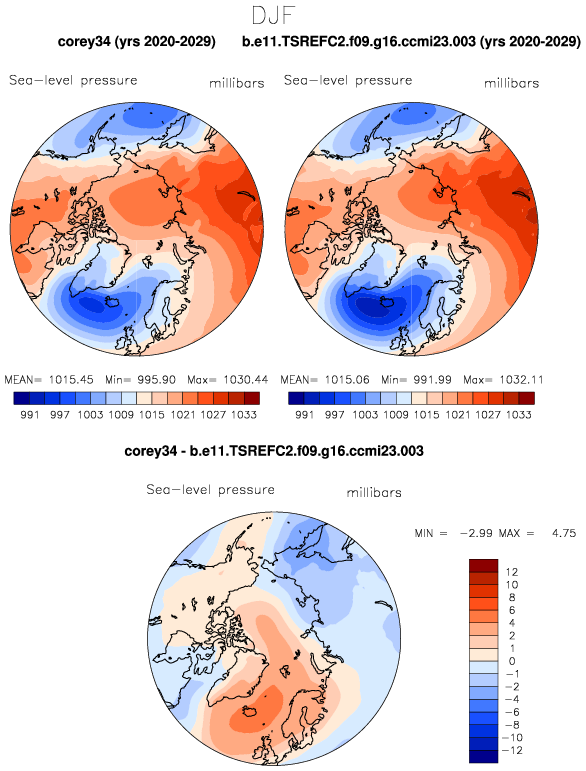 DJF
corey34 (yrs 2020-2029) b.e11.TSREFC2.f09.g16.ccmi23.003 (yrs 2020-2029)
Sea-level pressure millibars Sea-level pressure millibars
MEAN= 1015.45 Min= 995.90 Max= 1030.44 MEAN= 1015.06 Min= 991.99 Max= 1032.11
991 997 1003 1009 1015 1021 1027 1033 991 997 1003 1009 1015 1021 1027 1033
corey34 - b.e11.TSREFC2.f09.g16.ccmi23.003
Sea-level pressure millibars
MIN = -2.99 MAX = 4.75
12
10
8
6
4
2
1
0
-1
-2
-4
-6
-8
-10
-12